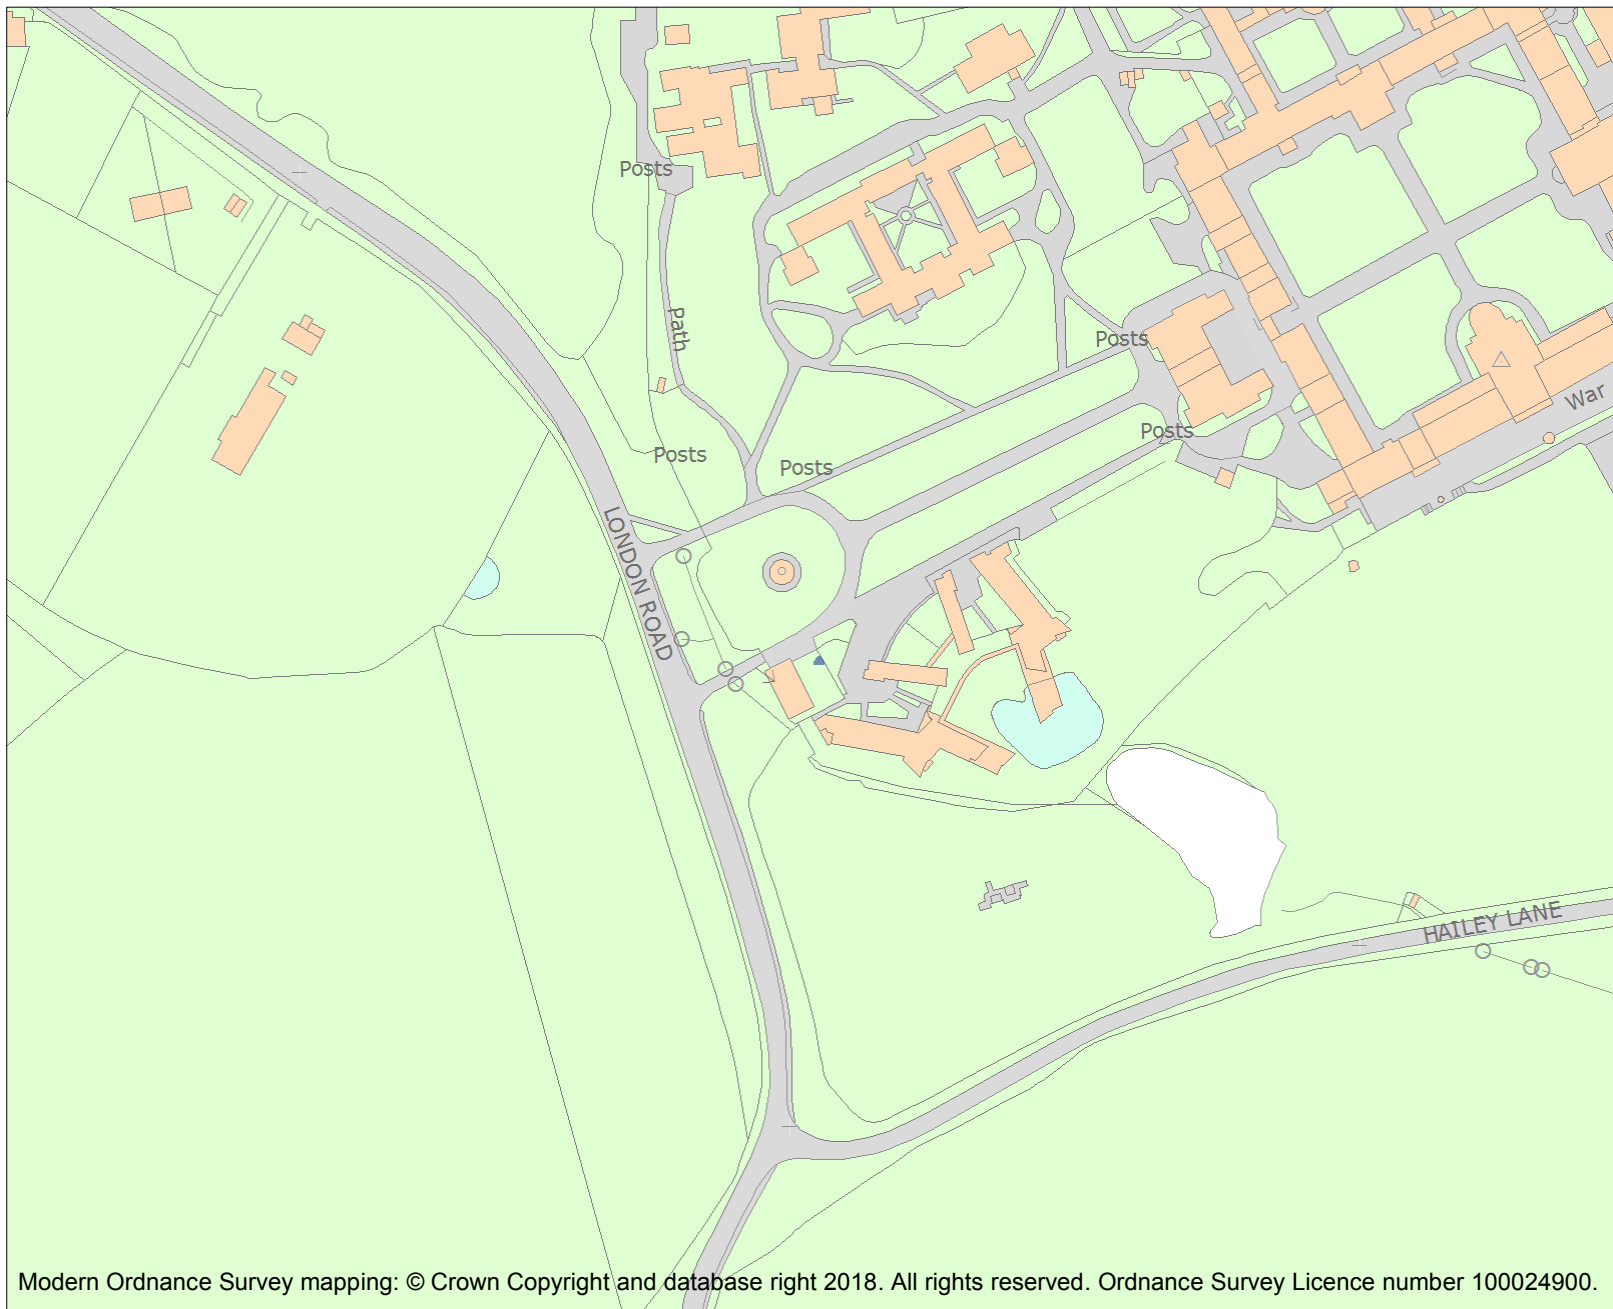 Posts
Path
Posts
War
Posts
Posts
Posts
LONDON ROAD
HAILEY LANE
Modern Ordnance Survey mapping: © Crown Copyright and database right 2018. All rights reserved. Ordnance Survey Licence number 100024900.